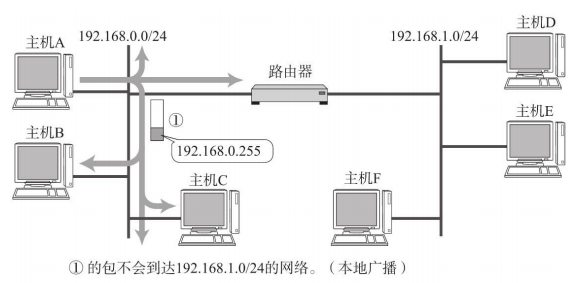 主机A
192.168.0.0/24
192.168.1.0/24
主机D
路由器
①
192.168.0.255
主机B
主机E
主机C
主机F
①的包不会到达192.168.1.0/24的网络。（本地广播）